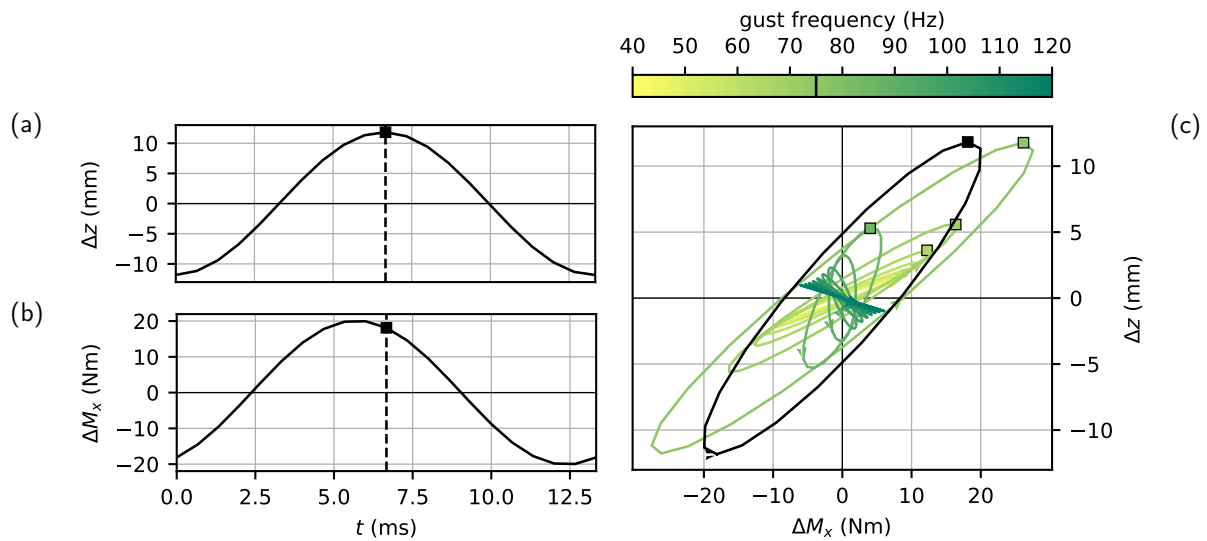 gust frequency (Hz)
40 50 60 70 80 90 100 110 120
(a)
10
5
0
−5
−10
Δz (mm)
(b)
20
10
0
−10
−20
ΔMx (Nm)
0.0 2.5 5.0 7.5 10.0 12.5
t (ms)
(c)
10
5
0
−5
−10
Δz (mm)
−20 −10 0 10 20
ΔMx (Nm)